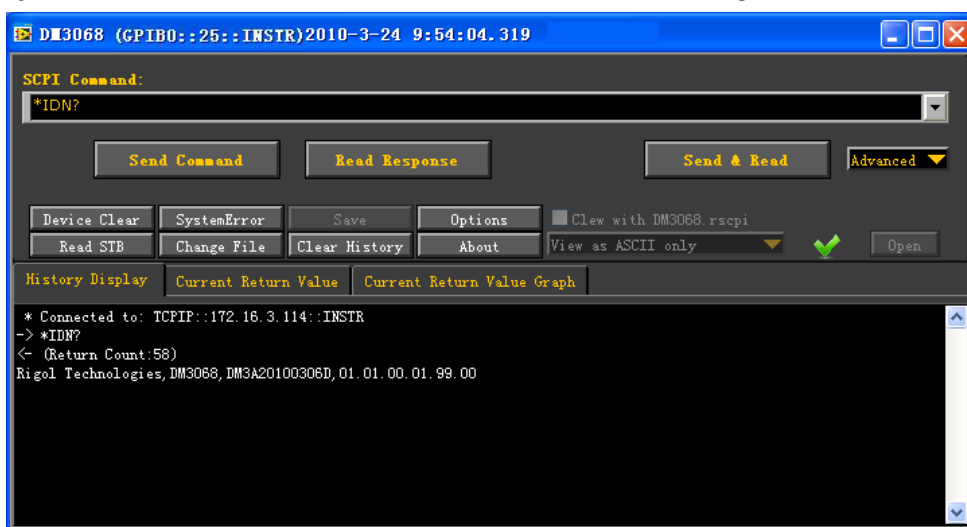 DM3068 (GPIB0::25::INSTR)2010-3-24 9:54:04.319
SCPI Command:
*IDN?
Send Command Read Response Send & Read Advanced
Device Clear SystemError Save Options Clew with DM3068.rscpi
Read STB Change File Clear History About View as ASCII only Open
History Display Current Return Value Current Return Value Graph
* Connected to: TCPIP::172.16.3.114::INSTR
-> *IDN?
<- (Return Count:58)
Rigol Technologies,DM3068,DM3A20100306D,01.01.00.01.99.00